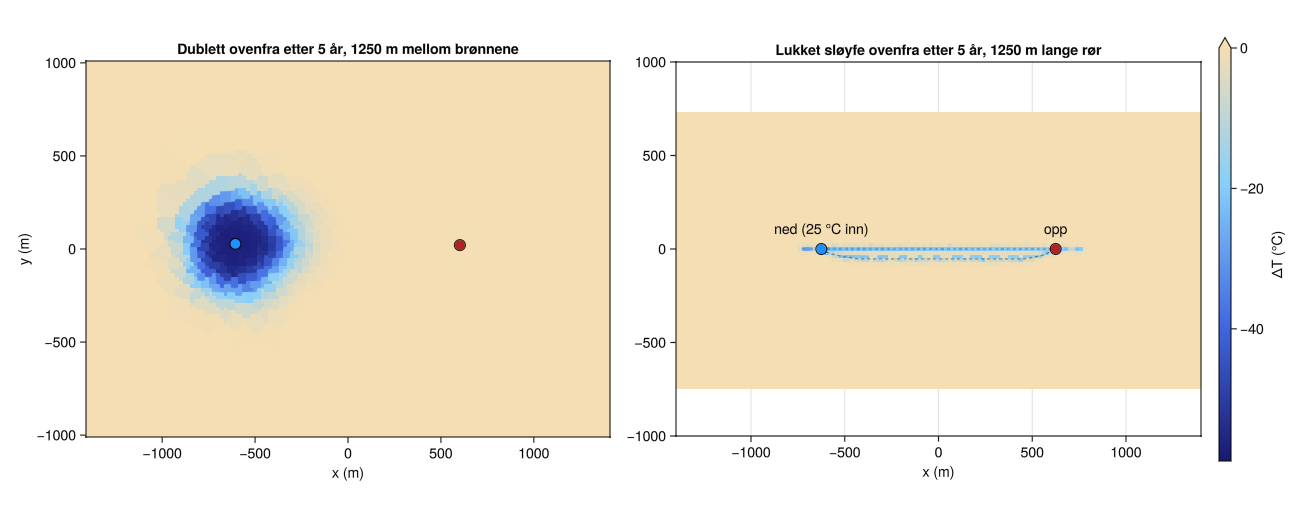 Dublett ovenfra etter 5 år, 1250 m mellom brønnene
1000
500
0
−500
−1000
y (m)
−1000
−500
0
500
1000
x (m)
Lukket sløyfe ovenfra etter 5 år, 1250 m lange rør
1000
500
0
−500
−1000
ned (25 °C inn)
opp
−1000
−500
0
500
1000
x (m)
0
−20
−40
ΔT (°C)